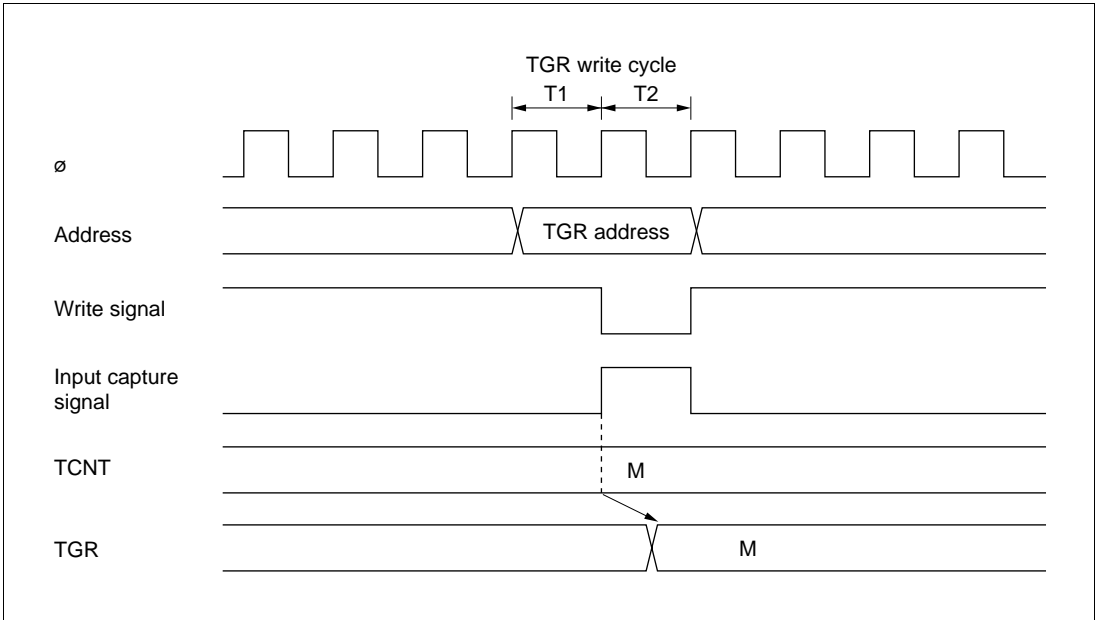 TGR write cycle
T1 T2
ø
Address
TGR address
Write signal
Input capture
signal
TCNT
M
TGR
M